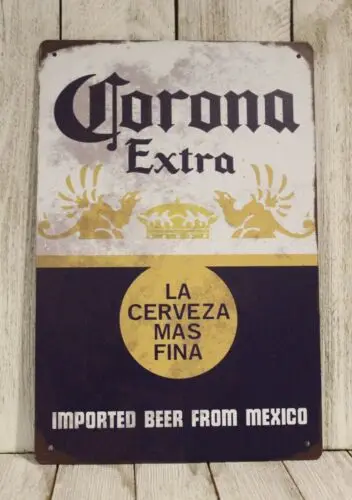 Corona
Extra
LA
CERVEZA
MAS
FINA
IMPORTED BEER FROM MEXICO